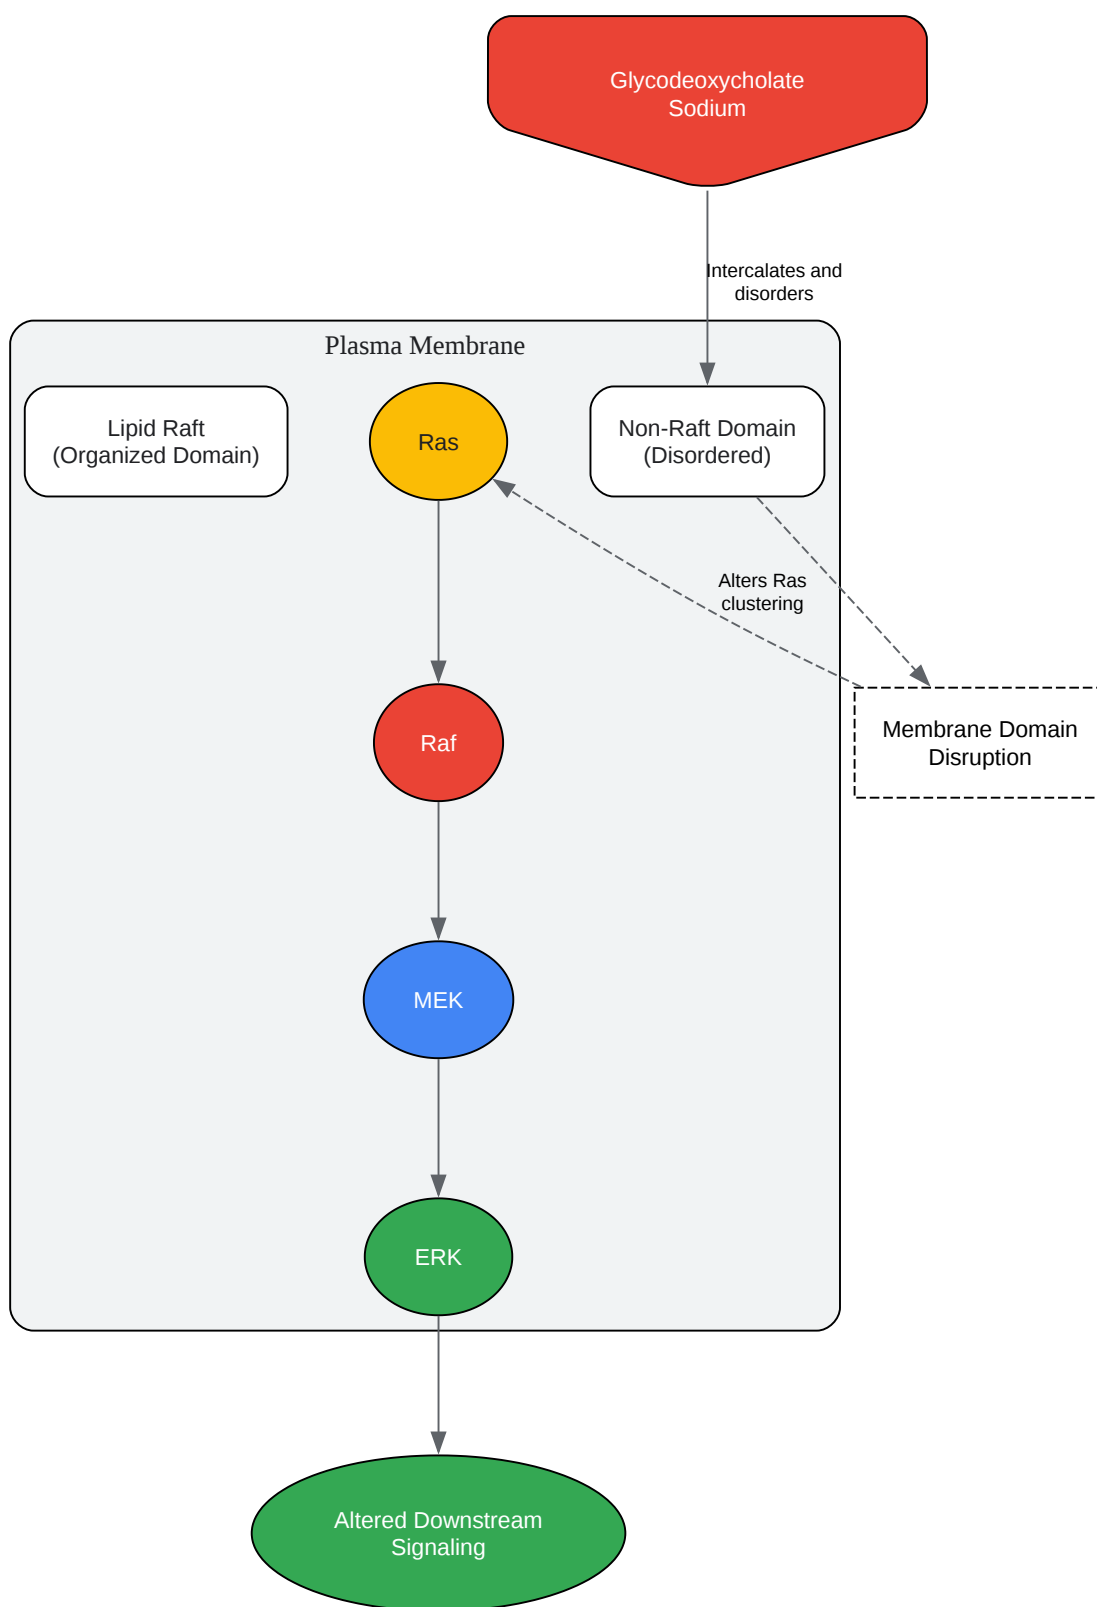 Glycodeoxycholate
Sodium
Intercalates and
disorders
Plasma Membrane
Lipid Raft
(Organized Domain)
Ras
Non-Raft Domain
(Disordered)
Alters Ras
clustering
Raf
Membrane Domain
Disruption
MEK
ERK
Altered Downstream
Signaling